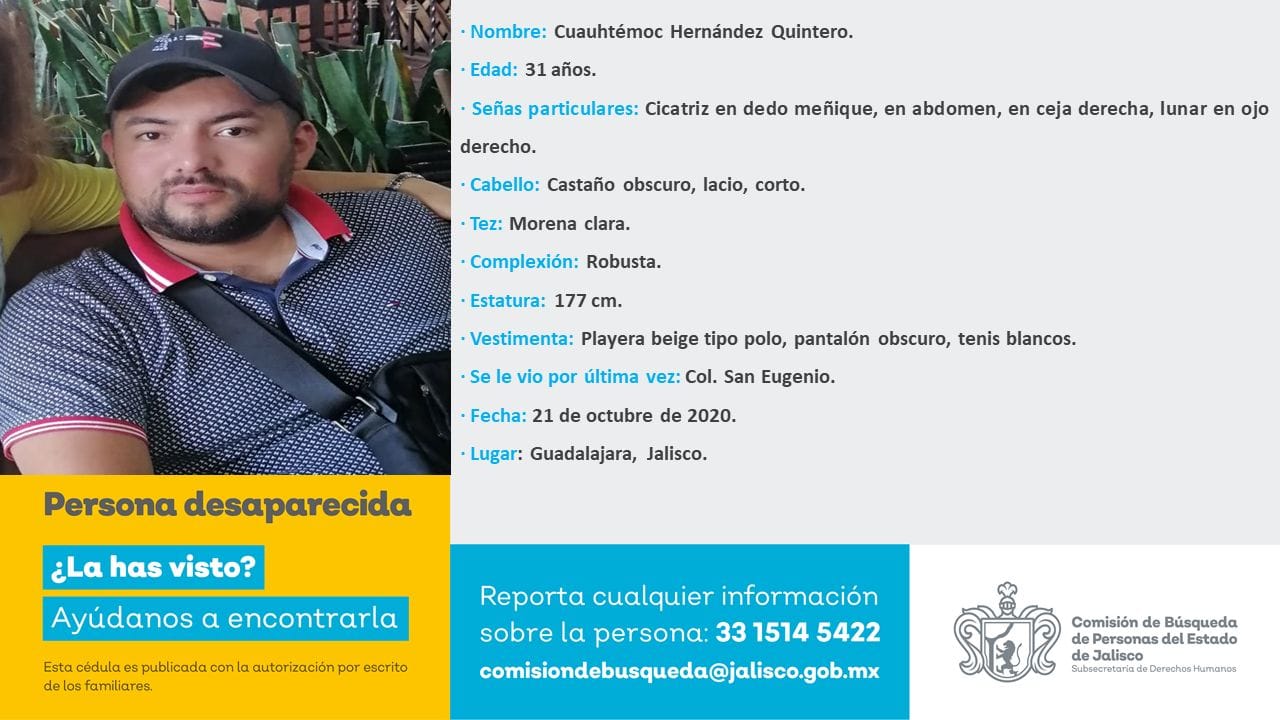 · Nombre: Cuauhtémoc Hernández Quintero.
· Edad: 31 años.
· Señas particulares: Cicatriz en dedo meñique, en abdomen, en ceja derecha, lunar en ojo
derecho.
· Cabello: Castaño obscuro, lacio, corto.
· Tez: Morena clara.
· Complexión: Robusta.
· Estatura: 177 cm.
· Vestimenta: Playera beige tipo polo, pantalón obscuro, tenis blancos.
· Se le vio por última vez: Col. San Eugenio.
· Fecha: 21 de octubre de 2020.
· Lugar: Guadalajara, Jalisco.
Persona desaparecida
¿La has visto?
Ayúdanos a encontrarla
Esta cédula es publicada con la autorización por escrito
de los familiares.
Reporta cualquier información
sobre la persona: 33 1514 5422
comisiondebusqueda@jalisco.gob.mx
Comisión de Búsqueda
de Personas del Estado
de Jalisco
Subsecretaría de Derechos Humanos